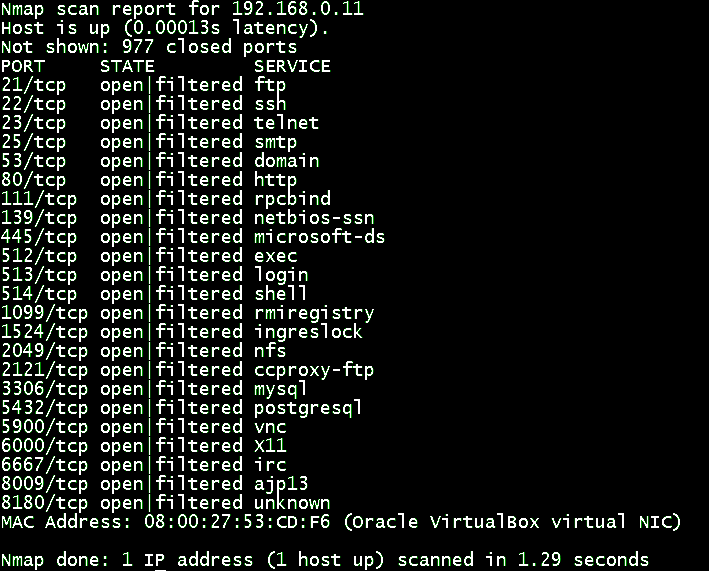 Nmap scan report for 192.168.0.11
Host is up (0.00013s latency).
Not shown: 977 closed ports
PORT     STATE         SERVICE
21/tcp   open|filtered ftp
22/tcp   open|filtered ssh
23/tcp   open|filtered telnet
25/tcp   open|filtered smtp
53/tcp   open|filtered domain
80/tcp   open|filtered http
111/tcp  open|filtered rpcbind
139/tcp  open|filtered netbios-ssn
445/tcp  open|filtered microsoft-ds
512/tcp  open|filtered exec
513/tcp  open|filtered login
514/tcp  open|filtered shell
1099/tcp open|filtered rmiregistry
1524/tcp open|filtered ingreslock
2049/tcp open|filtered nfs
2121/tcp open|filtered ccproxy-ftp
3306/tcp open|filtered mysql
5432/tcp open|filtered postgresql
5900/tcp open|filtered vnc
6000/tcp open|filtered X11
6667/tcp open|filtered irc
8009/tcp open|filtered ajp13
8180/tcp open|filtered unknown
MAC Address: 08:00:27:53:CD:F6 (Oracle VirtualBox virtual NIC)
Nmap done: 1 IP address (1 host up) scanned in 1.29 seconds